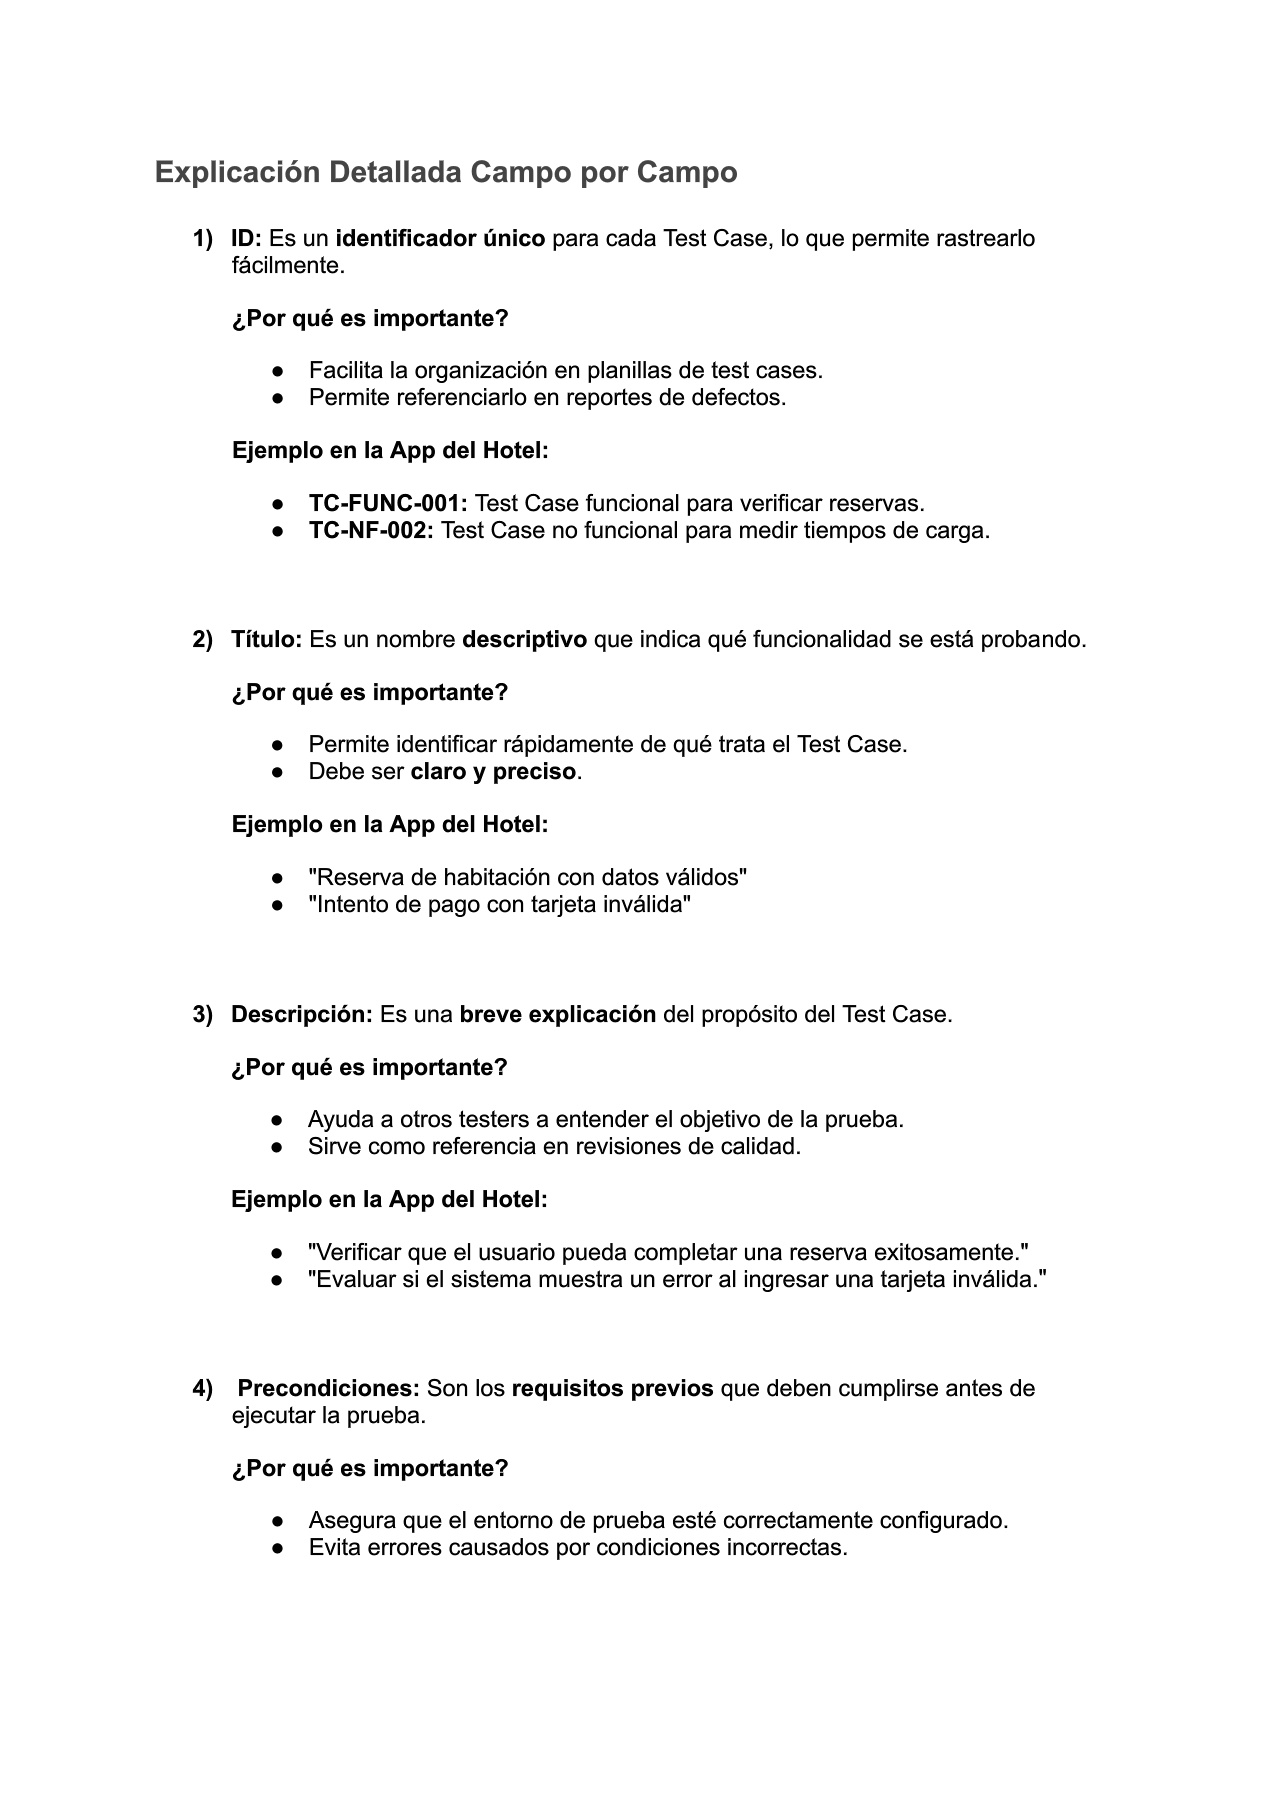 Explicación Detallada Campo por Campo
1) ID: Es un identificador único para cada Test Case, lo que permite rastrearlo
fácilmente.
¿Por qué es importante?
● Facilita la organización en planillas de test cases.
● Permite referenciarlo en reportes de defectos.
Ejemplo en la App del Hotel:
● TC-FUNC-001: Test Case funcional para verificar reservas.
● TC-NF-002: Test Case no funcional para medir tiempos de carga.
2) Título: Es un nombre descriptivo que indica qué funcionalidad se está probando.
¿Por qué es importante?
● Permite identificar rápidamente de qué trata el Test Case.
● Debe ser claro y preciso.
Ejemplo en la App del Hotel:
● "Reserva de habitación con datos válidos"
● "Intento de pago con tarjeta inválida"
3) Descripción: Es una breve explicación del propósito del Test Case.
¿Por qué es importante?
● Ayuda a otros testers a entender el objetivo de la prueba.
● Sirve como referencia en revisiones de calidad.
Ejemplo en la App del Hotel:
● "Verificar que el usuario pueda completar una reserva exitosamente."
● "Evaluar si el sistema muestra un error al ingresar una tarjeta inválida."
4) Precondiciones: Son los requisitos previos que deben cumplirse antes de
ejecutar la prueba.
¿Por qué es importante?
● Asegura que el entorno de prueba esté correctamente configurado.
● Evita errores causados por condiciones incorrectas.